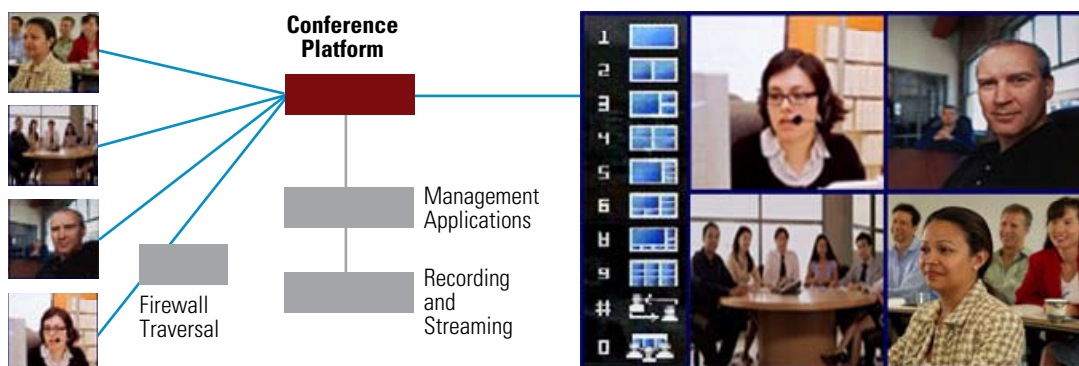 Conference
Platform
Management
Applications
Recording
and
Streaming
Firewall
Traversal
1
2
3
4
5
6
8
9
#
0